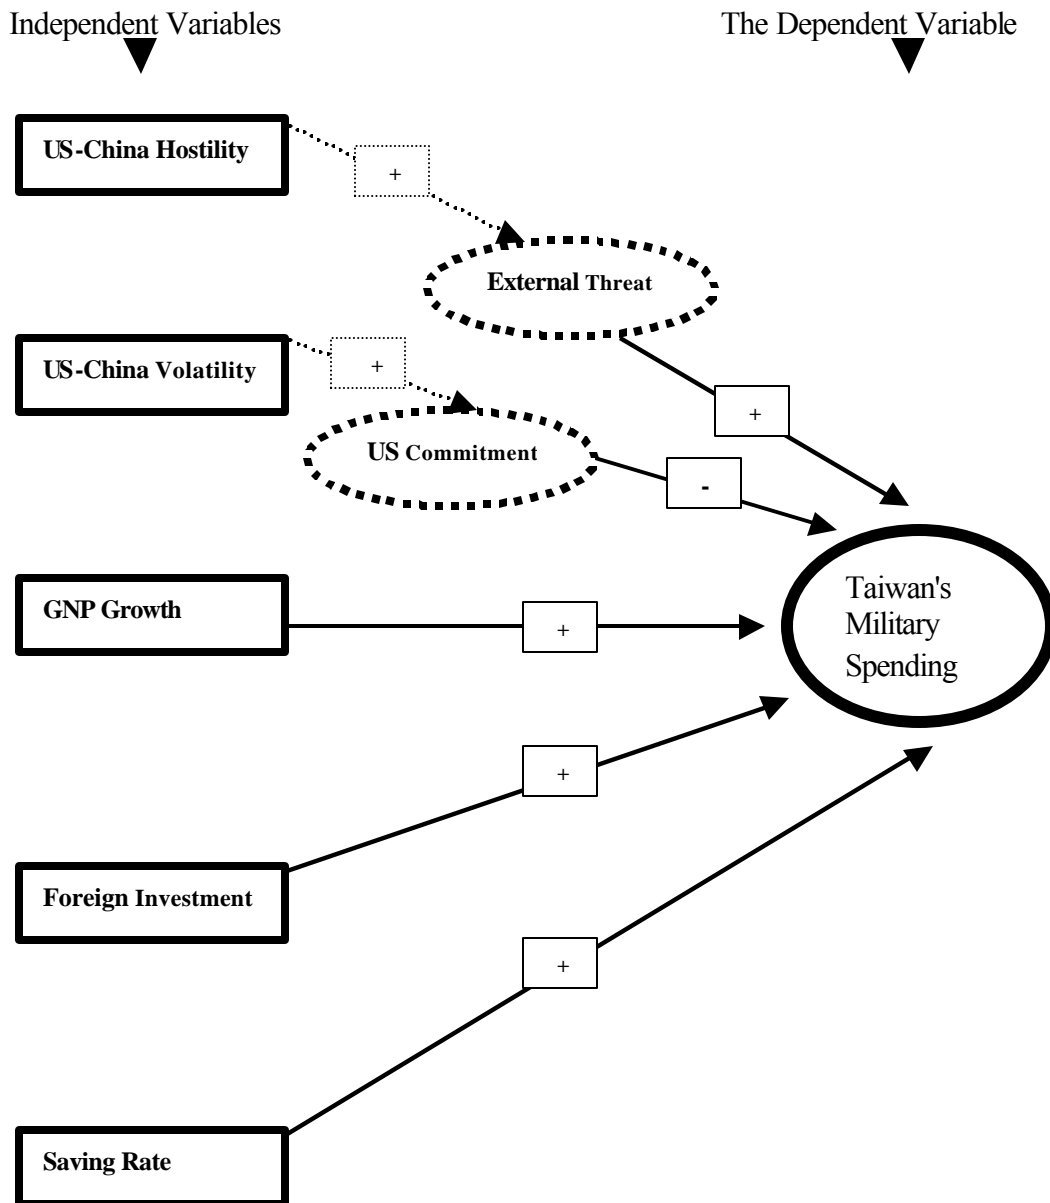 Independent Variables
The Dependent Variable
US-China Hostility
+
External Threat
US-China Volatility
+
+
US Commitment
-
Taiwan's
Military
Spending
GNP Growth
+
+
Foreign Investment
+
Saving Rate